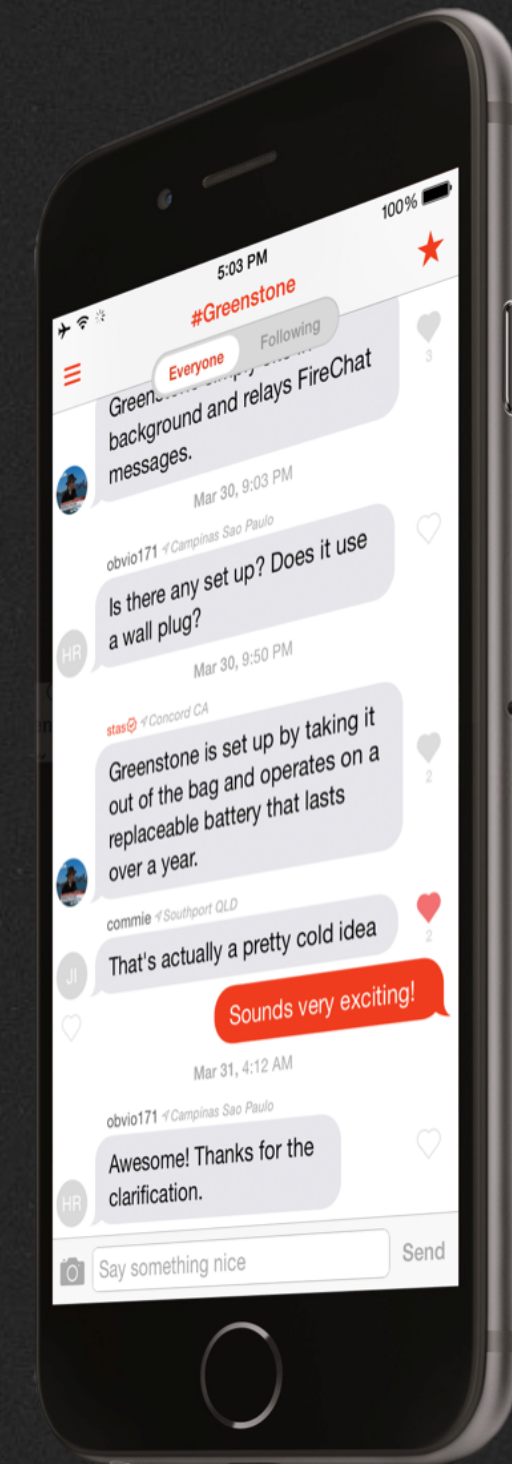 100%
5:03 PM
#Greenstone
Everyone
Following
background and relays FireChat
messages.
3
Mar 30, 9:03 PM
obvio171 Campinas Sao Paulo
Is there any set up? Does it use
a wall plug?
HR
Mar 30, 9:50 PM
stas Concord CA
Greenstone is set up by taking it
out of the bag and operates on a
replaceable battery that lasts
over a year.
2
commie Southport QLD
That's actually a pretty cold idea
JI
2
Sounds very exciting!
Mar 31, 4:12 AM
obvio171 Campinas Sao Paulo
Awesome! Thanks for the
clarification.
HR
Say something nice
Send